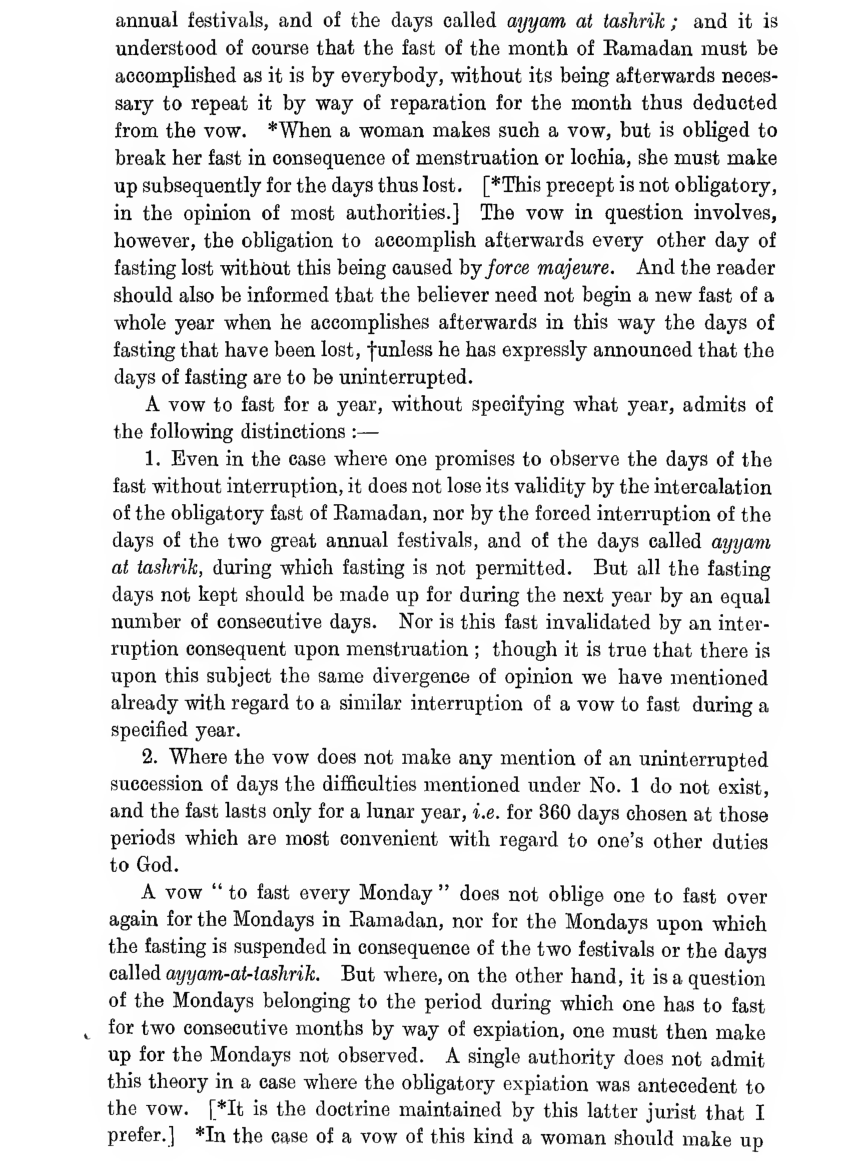 annual festivals, and of the days called ayyam at tashrik; and it is
understood of course that the fast of the month of Ramadan must be
accomplished as it is by everybody, without its being afterwards neces-
sary to repeat it by way of reparation for the month thus deducted
from the vow. *When a woman makes such a vow, but is obliged to
break her fast in consequence of menstruation or lochia, she must make
up subsequently for the days thus lost. [*This precept is not obligatory,
in the opinion of most authorities.] The vow in question involves,
however, the obligation to accomplish afterwards every other day of
fasting lost without this being caused by force majeure. And the reader
should also be informed that the believer need not begin a new fast of a
whole year when he accomplishes afterwards in this way the days of
fasting that have been lost, †unless he has expressly announced that the
days of fasting are to be uninterrupted.
A vow to fast for a year, without specifying what year, admits of
the following distinctions :—
1. Even in the case where one promises to observe the days of the
fast without interruption, it does not lose its validity by the intercalation
of the obligatory fast of Ramadan, nor by the forced interruption of the
days of the two great annual festivals, and of the days called ayyam
at tashrik, during which fasting is not permitted. But all the fasting
days not kept should be made up for during the next year by an equal
number of consecutive days. Nor is this fast invalidated by an inter-
ruption consequent upon menstruation ; though it is true that there is
upon this subject the same divergence of opinion we have mentioned
already with regard to a similar interruption of a vow to fast during a
specified year.
2. Where the vow does not make any mention of an uninterrupted
succession of days the difficulties mentioned under No. 1 do not exist,
and the fast lasts only for a lunar year, i.e. for 360 days chosen at those
periods which are most convenient with regard to one's other duties
to God.
A vow “ to fast every Monday ” does not oblige one to fast over
again for the Mondays in Ramadan, nor for the Mondays upon which
the fasting is suspended in consequence of the two festivals or the days
called ayyam-at-tashrik. But where, on the other hand, it is a question
of the Mondays belonging to the period during which one has to fast
for two consecutive months by way of expiation, one must then make
up for the Mondays not observed. A single authority does not admit
this theory in a case where the obligatory expiation was antecedent to
the vow. [*It is the doctrine maintained by this latter jurist that I
prefer.] *In the case of a vow of this kind a woman should make up